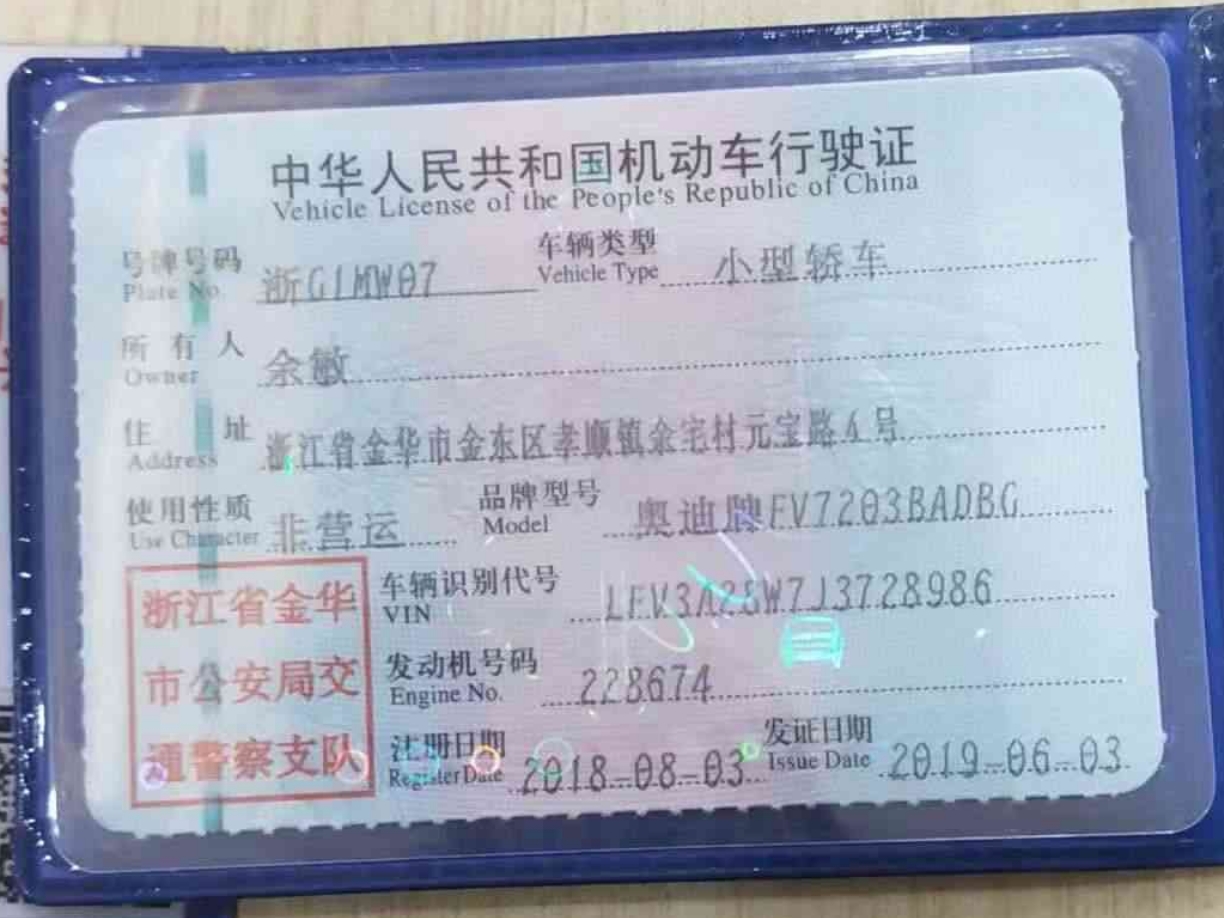 中华人民共和国机动车行驶证
Vehicle License of the People's Republic of China
号牌号码 浙G1MW07 车辆类型 小型轿车
Plate No. Vehicle Type
所有人 余敏
Owner
住址 浙江省金华市金东区孝顺镇余宅村元宝路6号
Address
使用性质 非营运 品牌型号 奥迪牌FV7203BADBG
Use Character Model
浙江省金华
市公安局交
通警察支队
车辆识别代号 LFV3A28W7J3728986
VIN
发动机号码 228674
Engine No.
注册日期 2018-08-03 发证日期 2019-06-03
Register Date Issue Date